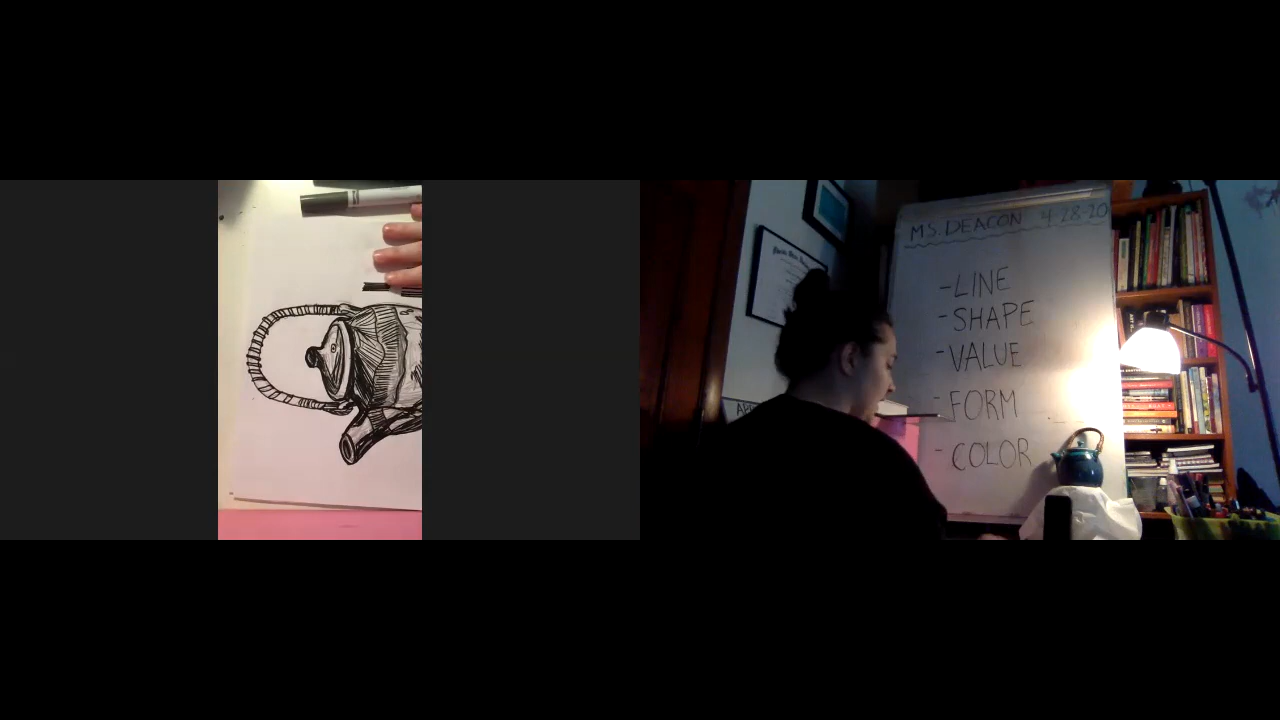 MS. DEACON 4-28-20
- LINE
- SHAPE
- VALUE
- FORM
- COLOR